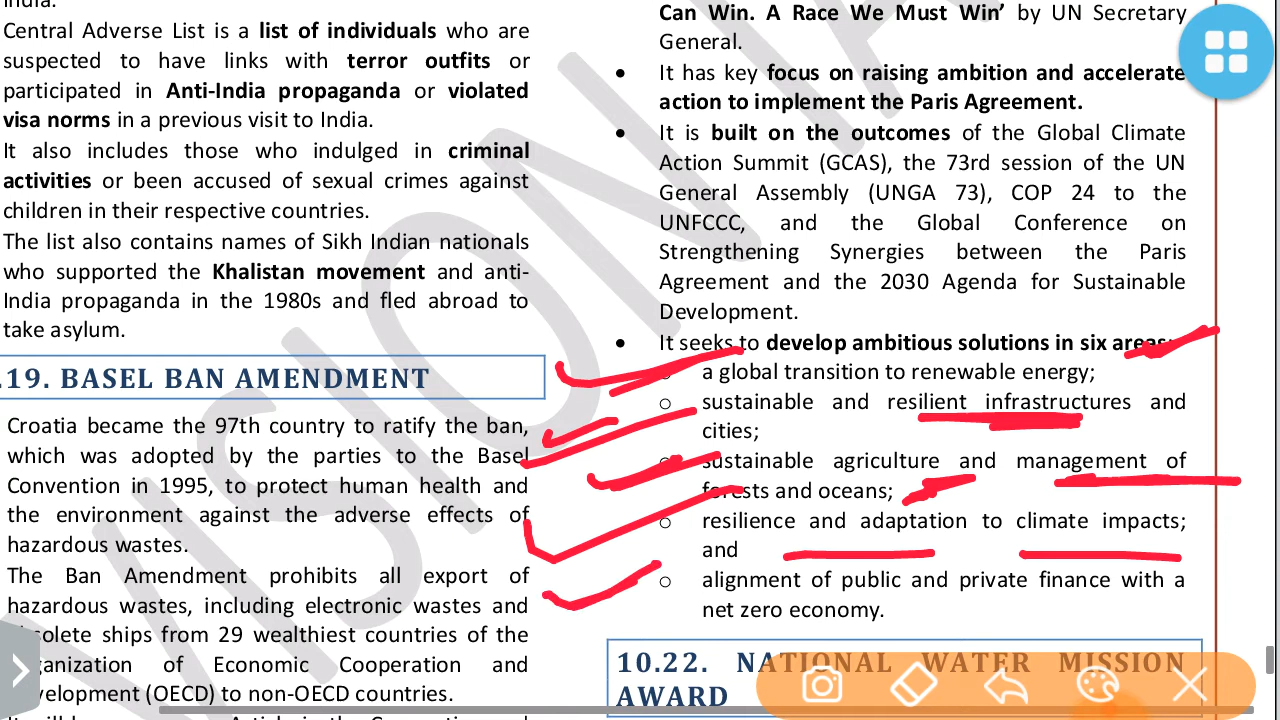 India.
Central Adverse List is a list of individuals who are
suspected to have links with terror outfits or
participated in Anti-India propaganda or violated
visa norms in a previous visit to India.
It also includes those who indulged in criminal
activities or been accused of sexual crimes against
children in their respective countries.
The list also contains names of Sikh Indian nationals
who supported the Khalistan movement and anti-
India propaganda in the 1980s and fled abroad to
take asylum.
.19. BASEL BAN AMENDMENT
Croatia became the 97th country to ratify the ban,
which was adopted by the parties to the Basel
Convention in 1995, to protect human health and
the environment against the adverse effects of
hazardous wastes.
The Ban Amendment prohibits all export of
hazardous wastes, including electronic wastes and
obsolete ships from 29 wealthiest countries of the
Organization of Economic Cooperation and
Development (OECD) to non-OECD countries.
Can Win. A Race We Must Win’ by UN Secretary
General.
• It has key focus on raising ambition and accelerate
action to implement the Paris Agreement.
• It is built on the outcomes of the Global Climate
Action Summit (GCAS), the 73rd session of the UN
General Assembly (UNGA 73), COP 24 to the
UNFCCC, and the Global Conference on
Strengthening Synergies between the Paris
Agreement and the 2030 Agenda for Sustainable
Development.
• It seeks to develop ambitious solutions in six areas:
o a global transition to renewable energy;
o sustainable and resilient infrastructures and
cities;
o sustainable agriculture and management of
forests and oceans;
o resilience and adaptation to climate impacts;
and
o alignment of public and private finance with a
net zero economy.
10.22. NATIONAL WATER MISSION
AWARD
VISION IA